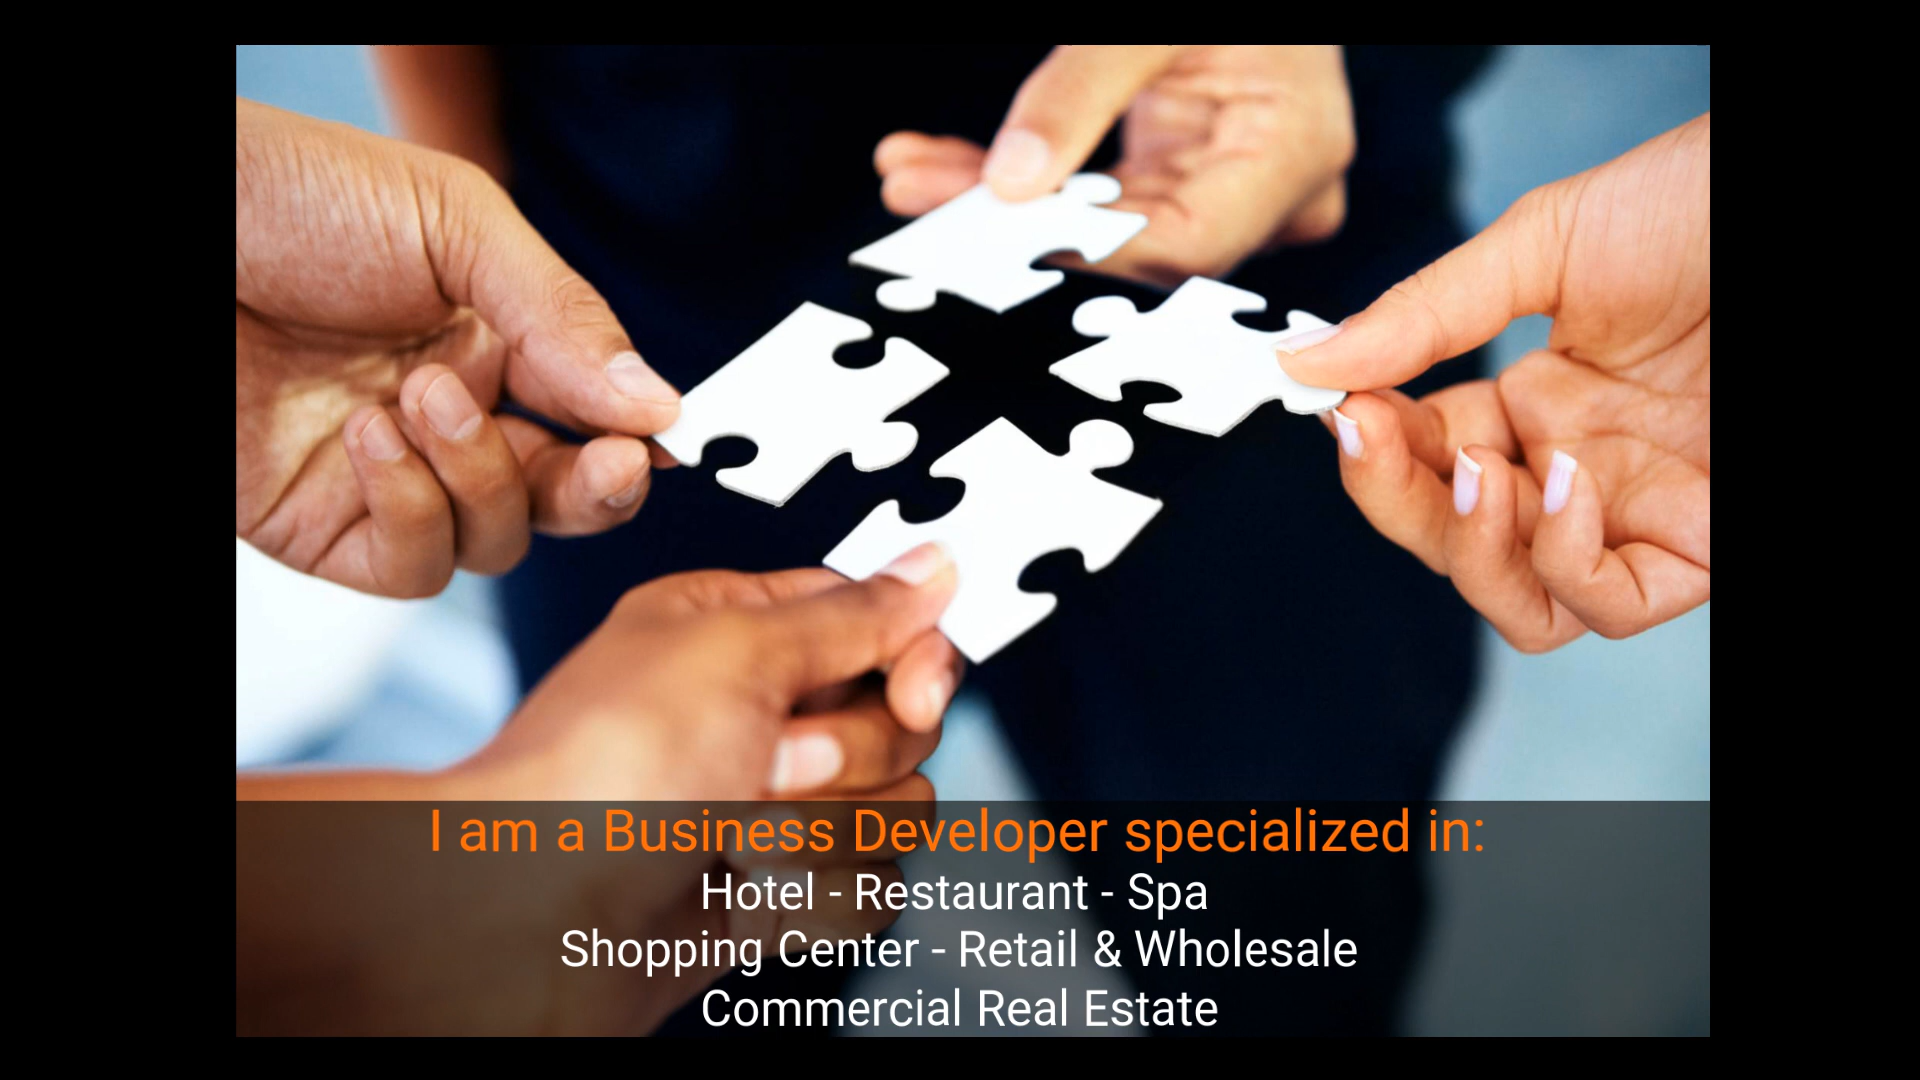 I am a Business Developer specialized in:
Hotel - Restaurant - Spa
Shopping Center - Retail & Wholesale
Commercial Real Estate